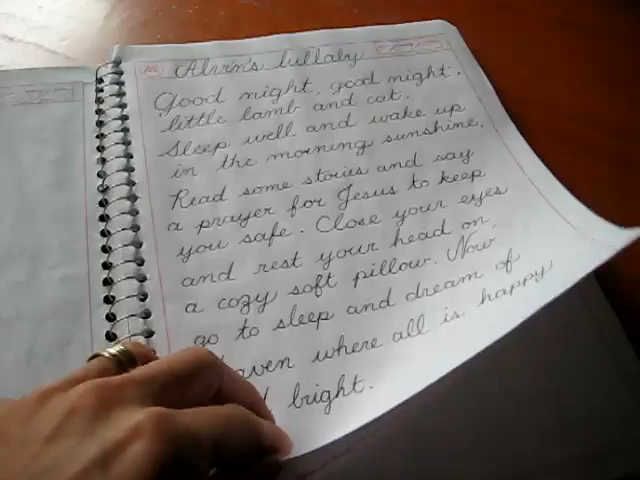 Alvin's lullaby
Good night, good night,
little lamb and cat.
Sleep well and wake up
in the morning sunshine.
Read some stories and say
a prayer for Jesus to keep
you safe. Close your eyes
and rest your head on
a cozy soft pillow. Now
go to sleep and dream of
aven where all is happy
bright.